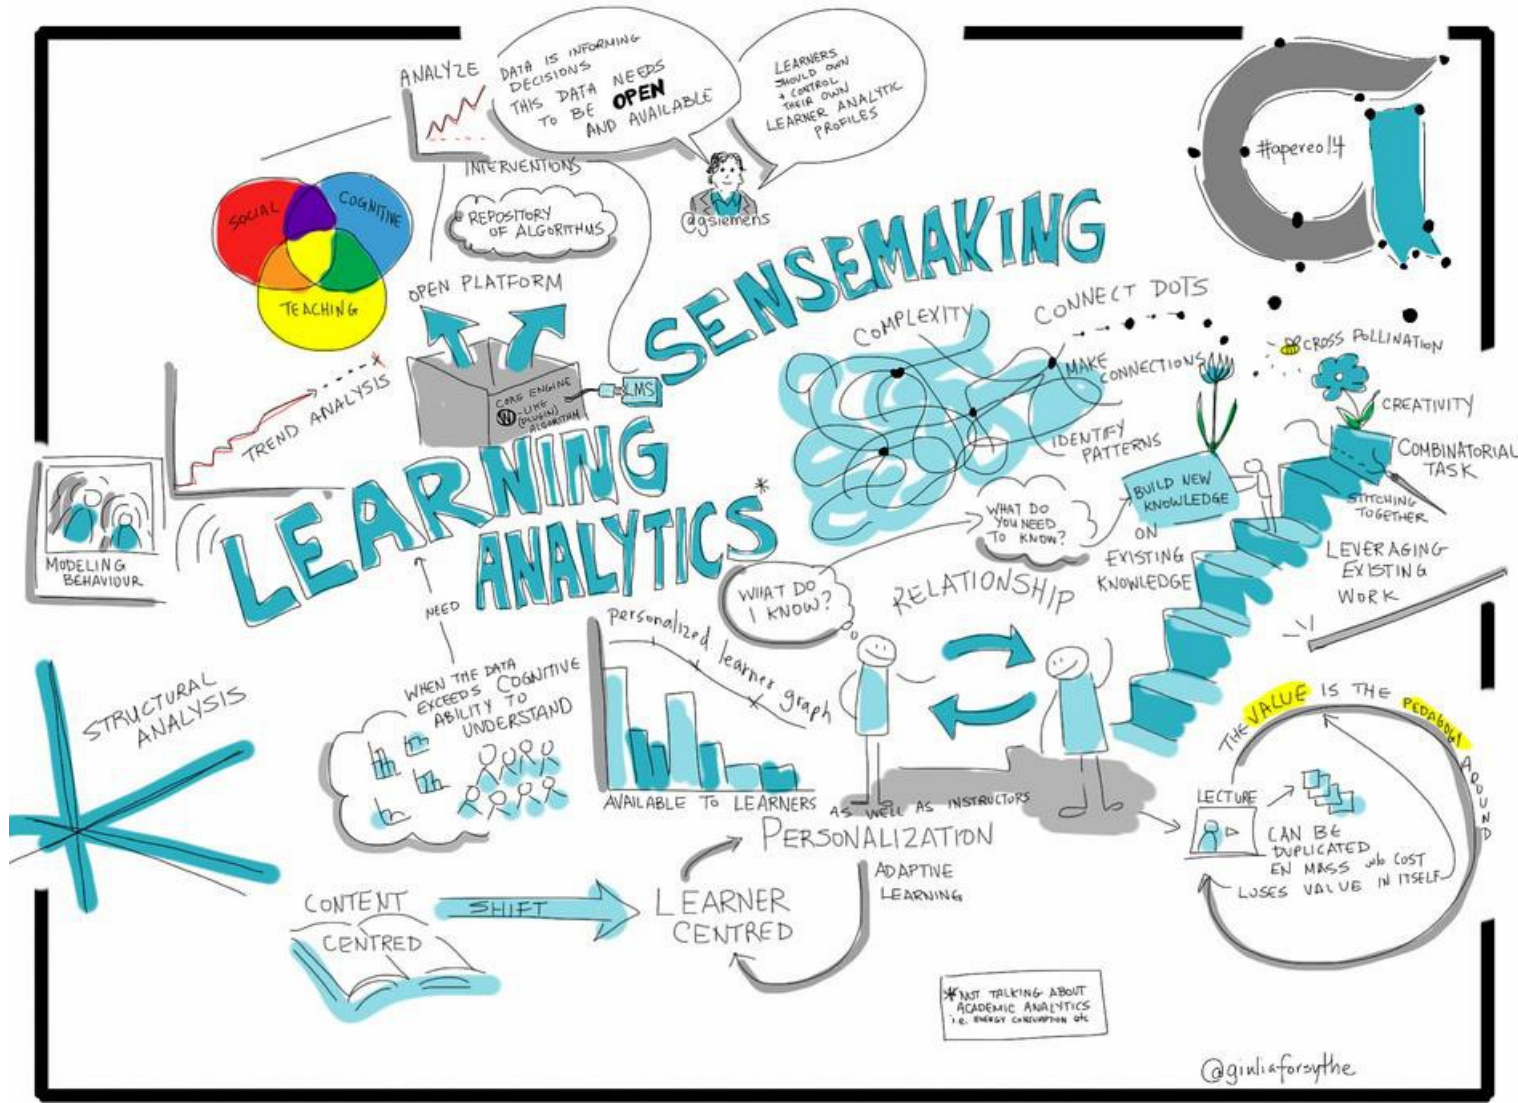 ANALYZE
DATA IS INFORMING
DECISIONS
THIS DATA NEEDS
TO BE OPEN
AND AVAILABLE
LEARNERS
SHOULD OWN
+ CONTROL
THEIR OWN
LEARNER ANALYTIC
PROFILES
#apereo14
INTERVENTIONS
@gsiemens
REPOSITORY
OF ALGORITHMS
SOCIAL
COGNITIVE
TEACHING
OPEN PLATFORM
CORE ENGINE
W-LIKE
(PLUGIN)
ALGORITHM
LMS
SENSEMAKING
COMPLEXITY
CONNECT DOTS
MAKE
CONNECTIONS
IDENTIFY
PATTERNS
CROSS POLLINATION
CREATIVITY
COMBINATORIAL
TASK
STITCHING
TOGETHER
TREND ANALYSIS
MODELING
BEHAVIOUR
LEARNING
ANALYTICS*
WHAT DO
YOU NEED
TO KNOW?
BUILD NEW
KNOWLEDGE
ON
EXISTING
KNOWLEDGE
LEVERAGING
EXISTING
WORK
WHAT DO
I KNOW?
RELATIONSHIP
NEED
personalized learner graph
WHEN THE DATA
EXCEEDS COGNITIVE
ABILITY TO
UNDERSTAND
STRUCTURAL
ANALYSIS
AVAILABLE TO LEARNERS
AS WELL AS INSTRUCTORS
PERSONALIZATION
ADAPTIVE
LEARNING
THE VALUE IS THE PEDAGOGY AROUND
LECTURE
CAN BE
DUPLICATED
EN MASS w/o COST
LOSES VALUE IN ITSELF
CONTENT
CENTRED
SHIFT
LEARNER
CENTRED
*NOT TALKING ABOUT
ACADEMIC ANALYTICS
i.e. ENERGY CONSUMPTION etc
@giuliaforsythe